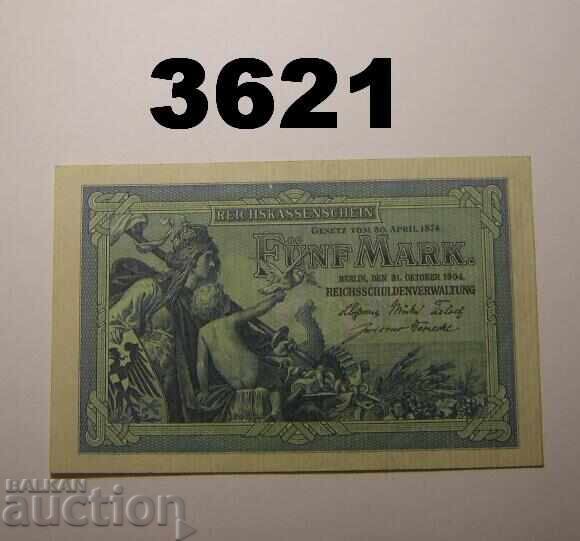 3621
REICHSKASSENSCHEIN
GESETZ VOM 30. APRIL 1874
FÜNF MARK.
BERLIN, DEN 31. OKTOBER 1904.
REICHSSCHULDENVERWALTUNG
BALKAN
auction